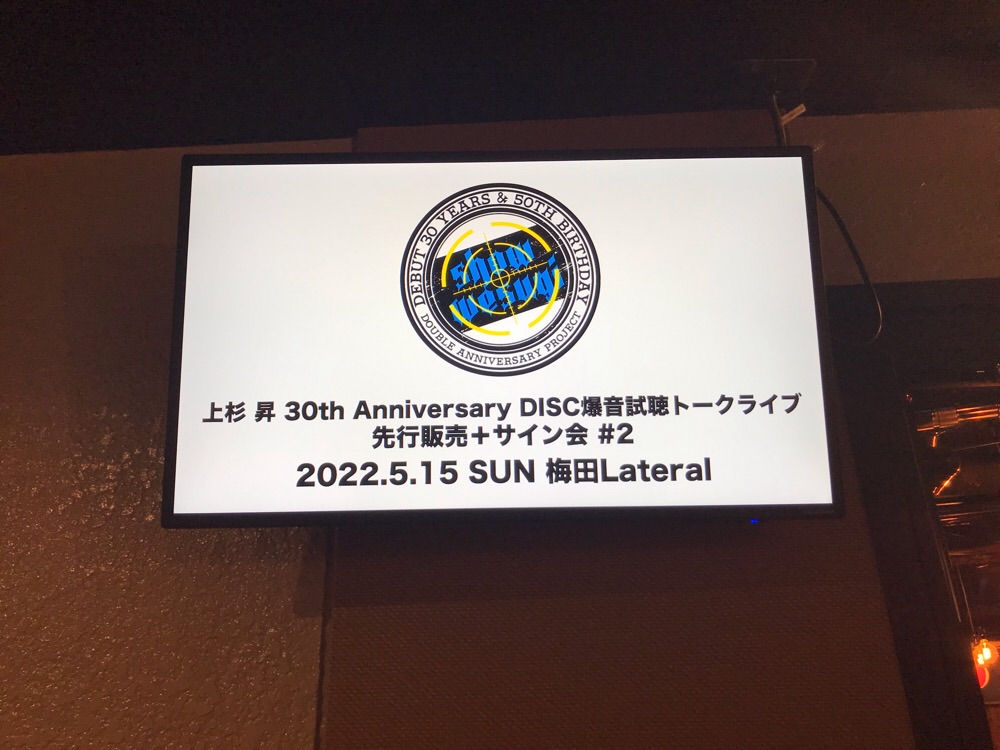 DEBUT 30 YEARS & 50TH BIRTHDAY
show
wesugi
DOUBLE ANNIVERSARY PROJECT
上杉 昇 30th Anniversary DISC爆音試聴トークライブ
先行販売+サイン会 #2
2022.5.15 SUN 梅田Lateral